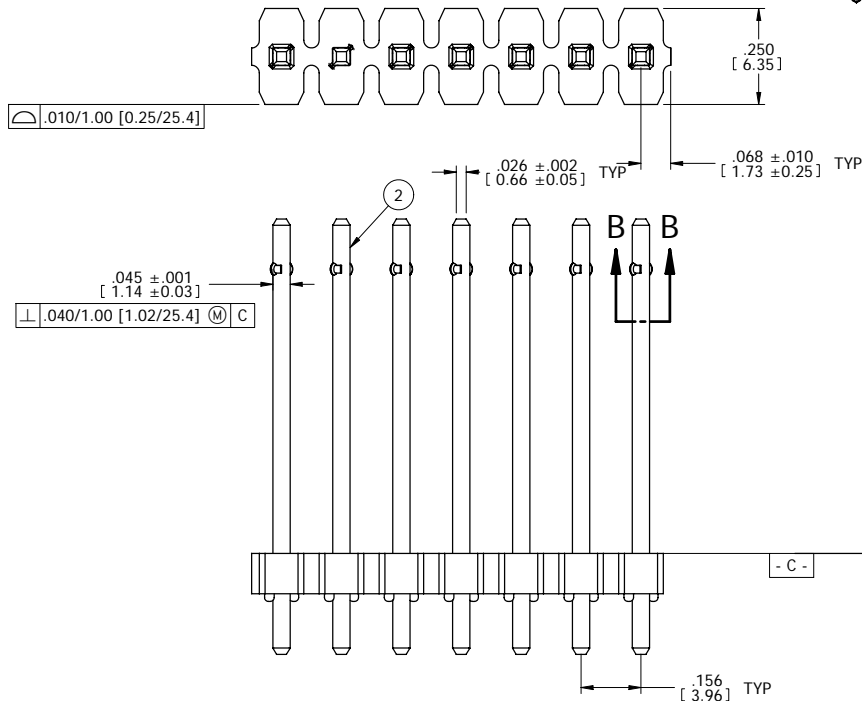 .250
[ 6.35]
⌓ .010/1.00 [0.25/25.4]
.026 ±.002
[ 0.66 ±0.05] TYP
.068 ±.010
[ 1.73 ±0.25] TYP
2
B B
.045 ±.001
[ 1.14 ±0.03]
⊥ .040/1.00 [1.02/25.4] Ⓜ C
- C -
.156
[ 3.96] TYP